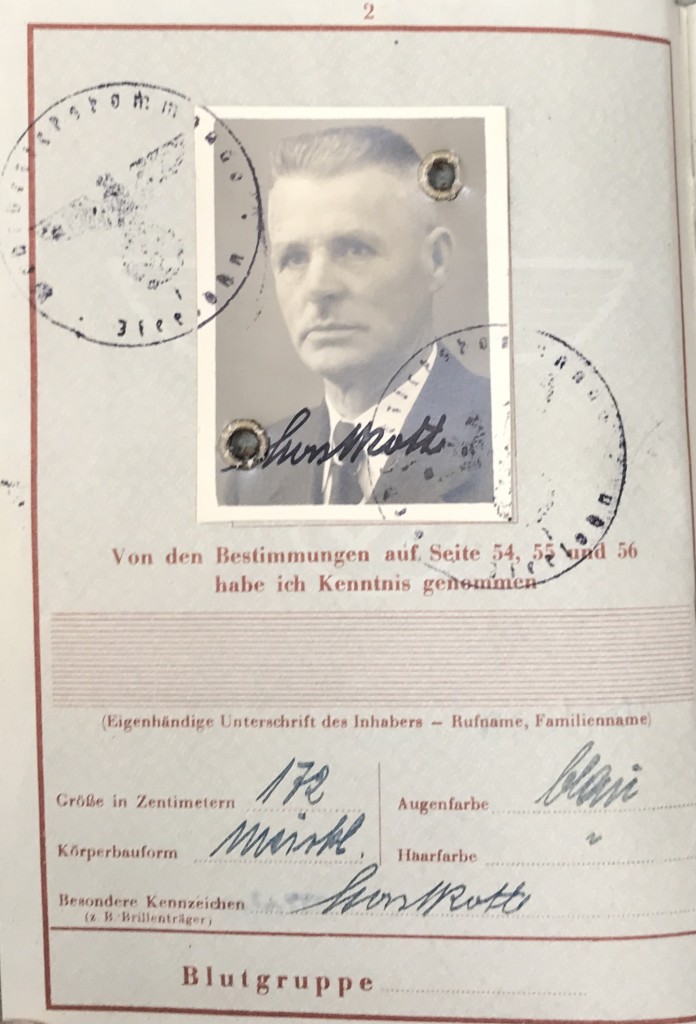 2
Von den Bestimmungen auf Seite 54, 55 und 56
habe ich Kenntnis genommen
(Eigenhändige Unterschrift des Inhabers — Rufname, Familienname)
Größe in Zentimetern 172
Augenfarbe blau
Körperbauform
Haarfarbe "
Besondere Kennzeichen
(z. B. Brillenträger)
Blutgruppe